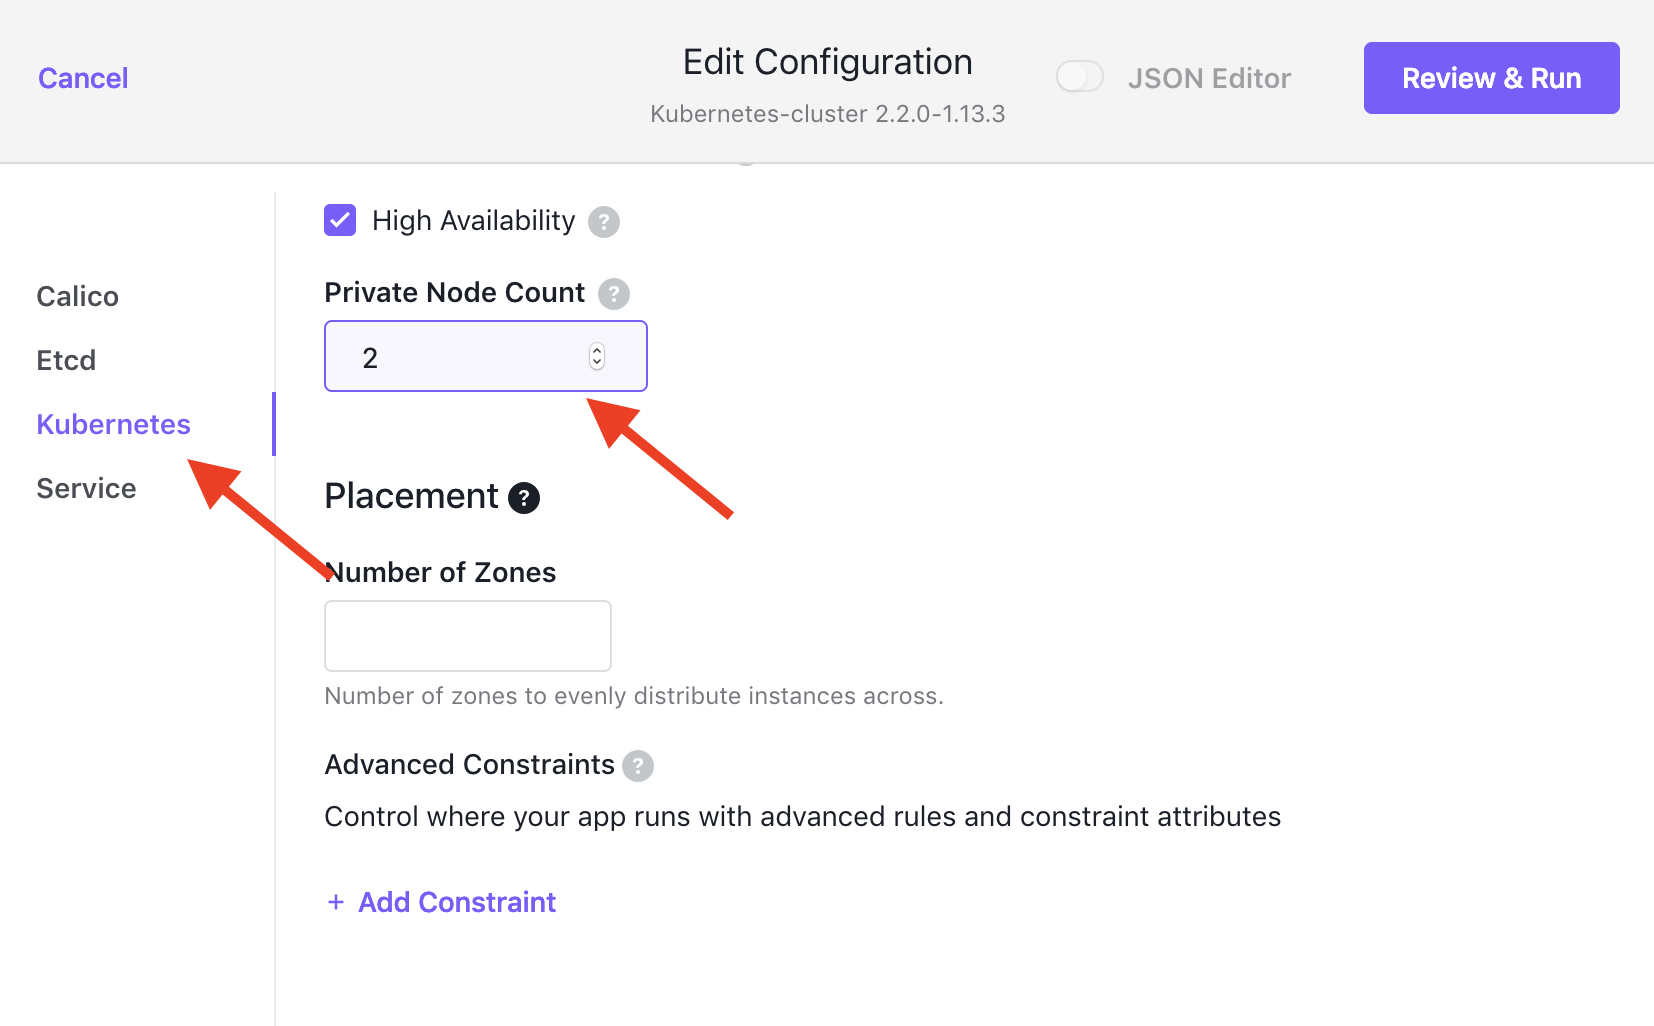 Cancel
Edit Configuration
Kubernetes-cluster 2.2.0-1.13.3
JSON Editor
Review & Run
Calico
Etcd
Kubernetes
Service
High Availability ?
Private Node Count ?
2
Placement ?
Number of Zones
Number of zones to evenly distribute instances across.
Advanced Constraints ?
Control where your app runs with advanced rules and constraint attributes
+ Add Constraint